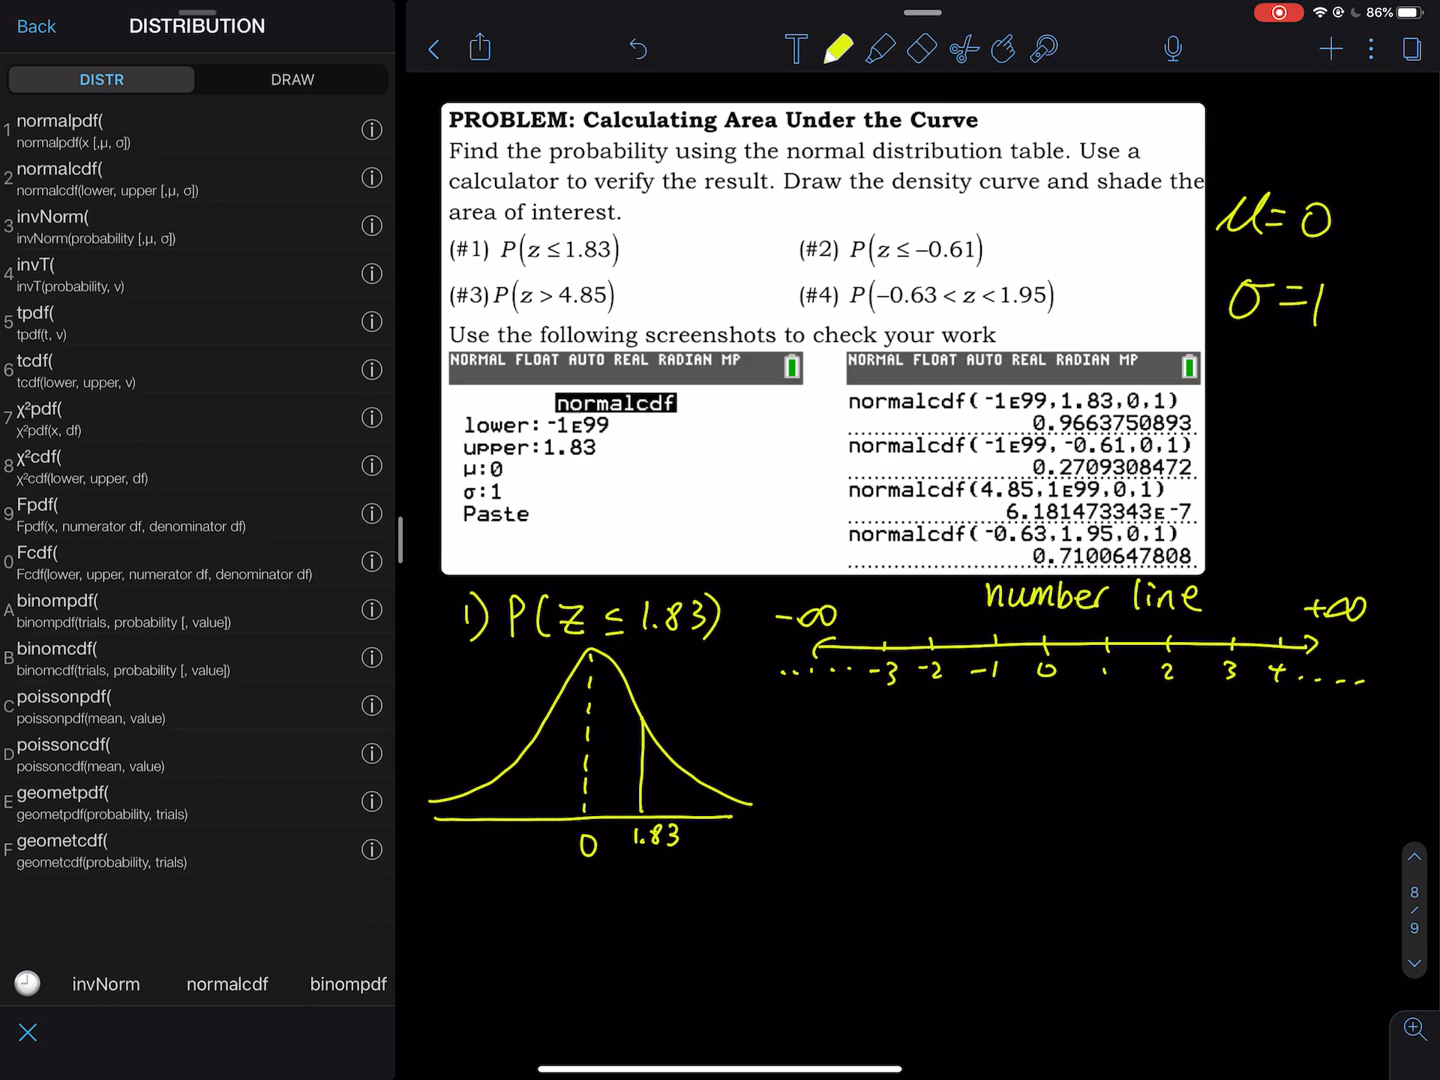 Back
DISTRIBUTION
DISTR
DRAW
1 normalpdf(
normalpdf(x [,μ, σ])
2 normalcdf(
normalcdf(lower, upper [,μ, σ])
3 invNorm(
invNorm(probability [,μ, σ])
4 invT(
invT(probability, v)
5 tpdf(
tpdf(t, v)
6 tcdf(
tcdf(lower, upper, v)
7 χ²pdf(
χ²pdf(x, df)
8 χ²cdf(
χ²cdf(lower, upper, df)
9 Fpdf(
Fpdf(x, numerator df, denominator df)
0 Fcdf(
Fcdf(lower, upper, numerator df, denominator df)
A binompdf(
binompdf(trials, probability [, value])
B binomcdf(
binomcdf(trials, probability [, value])
C poissonpdf(
poissonpdf(mean, value)
D poissoncdf(
poissoncdf(mean, value)
E geometpdf(
geometpdf(probability, trials)
F geometcdf(
geometcdf(probability, trials)
invNorm normalcdf binompdf
86%
T
PROBLEM: Calculating Area Under the Curve
Find the probability using the normal distribution table. Use a
calculator to verify the result. Draw the density curve and shade the
area of interest.
(#1) P(z ≤ 1.83) (#2) P(z ≤ −0.61)
(#3) P(z > 4.85) (#4) P(−0.63 < z < 1.95)
Use the following screenshots to check your work
NORMAL FLOAT AUTO REAL RADIAN MP
normalcdf
lower:-1E99
upper:1.83
μ:0
σ:1
Paste
NORMAL FLOAT AUTO REAL RADIAN MP
normalcdf(-1E99,1.83,0,1)
0.9663750893
normalcdf(-1E99,-0.61,0,1)
0.2709308472
normalcdf(4.85,1E99,0,1)
6.181473343E-7
normalcdf(-0.63,1.95,0,1)
0.7100647808
μ=0
σ=1
1) P(Z ≤ 1.83)
number line
-∞ +∞
..... -3 -2 -1 0 1 2 3 4 ....
0 1.83
8
/
9